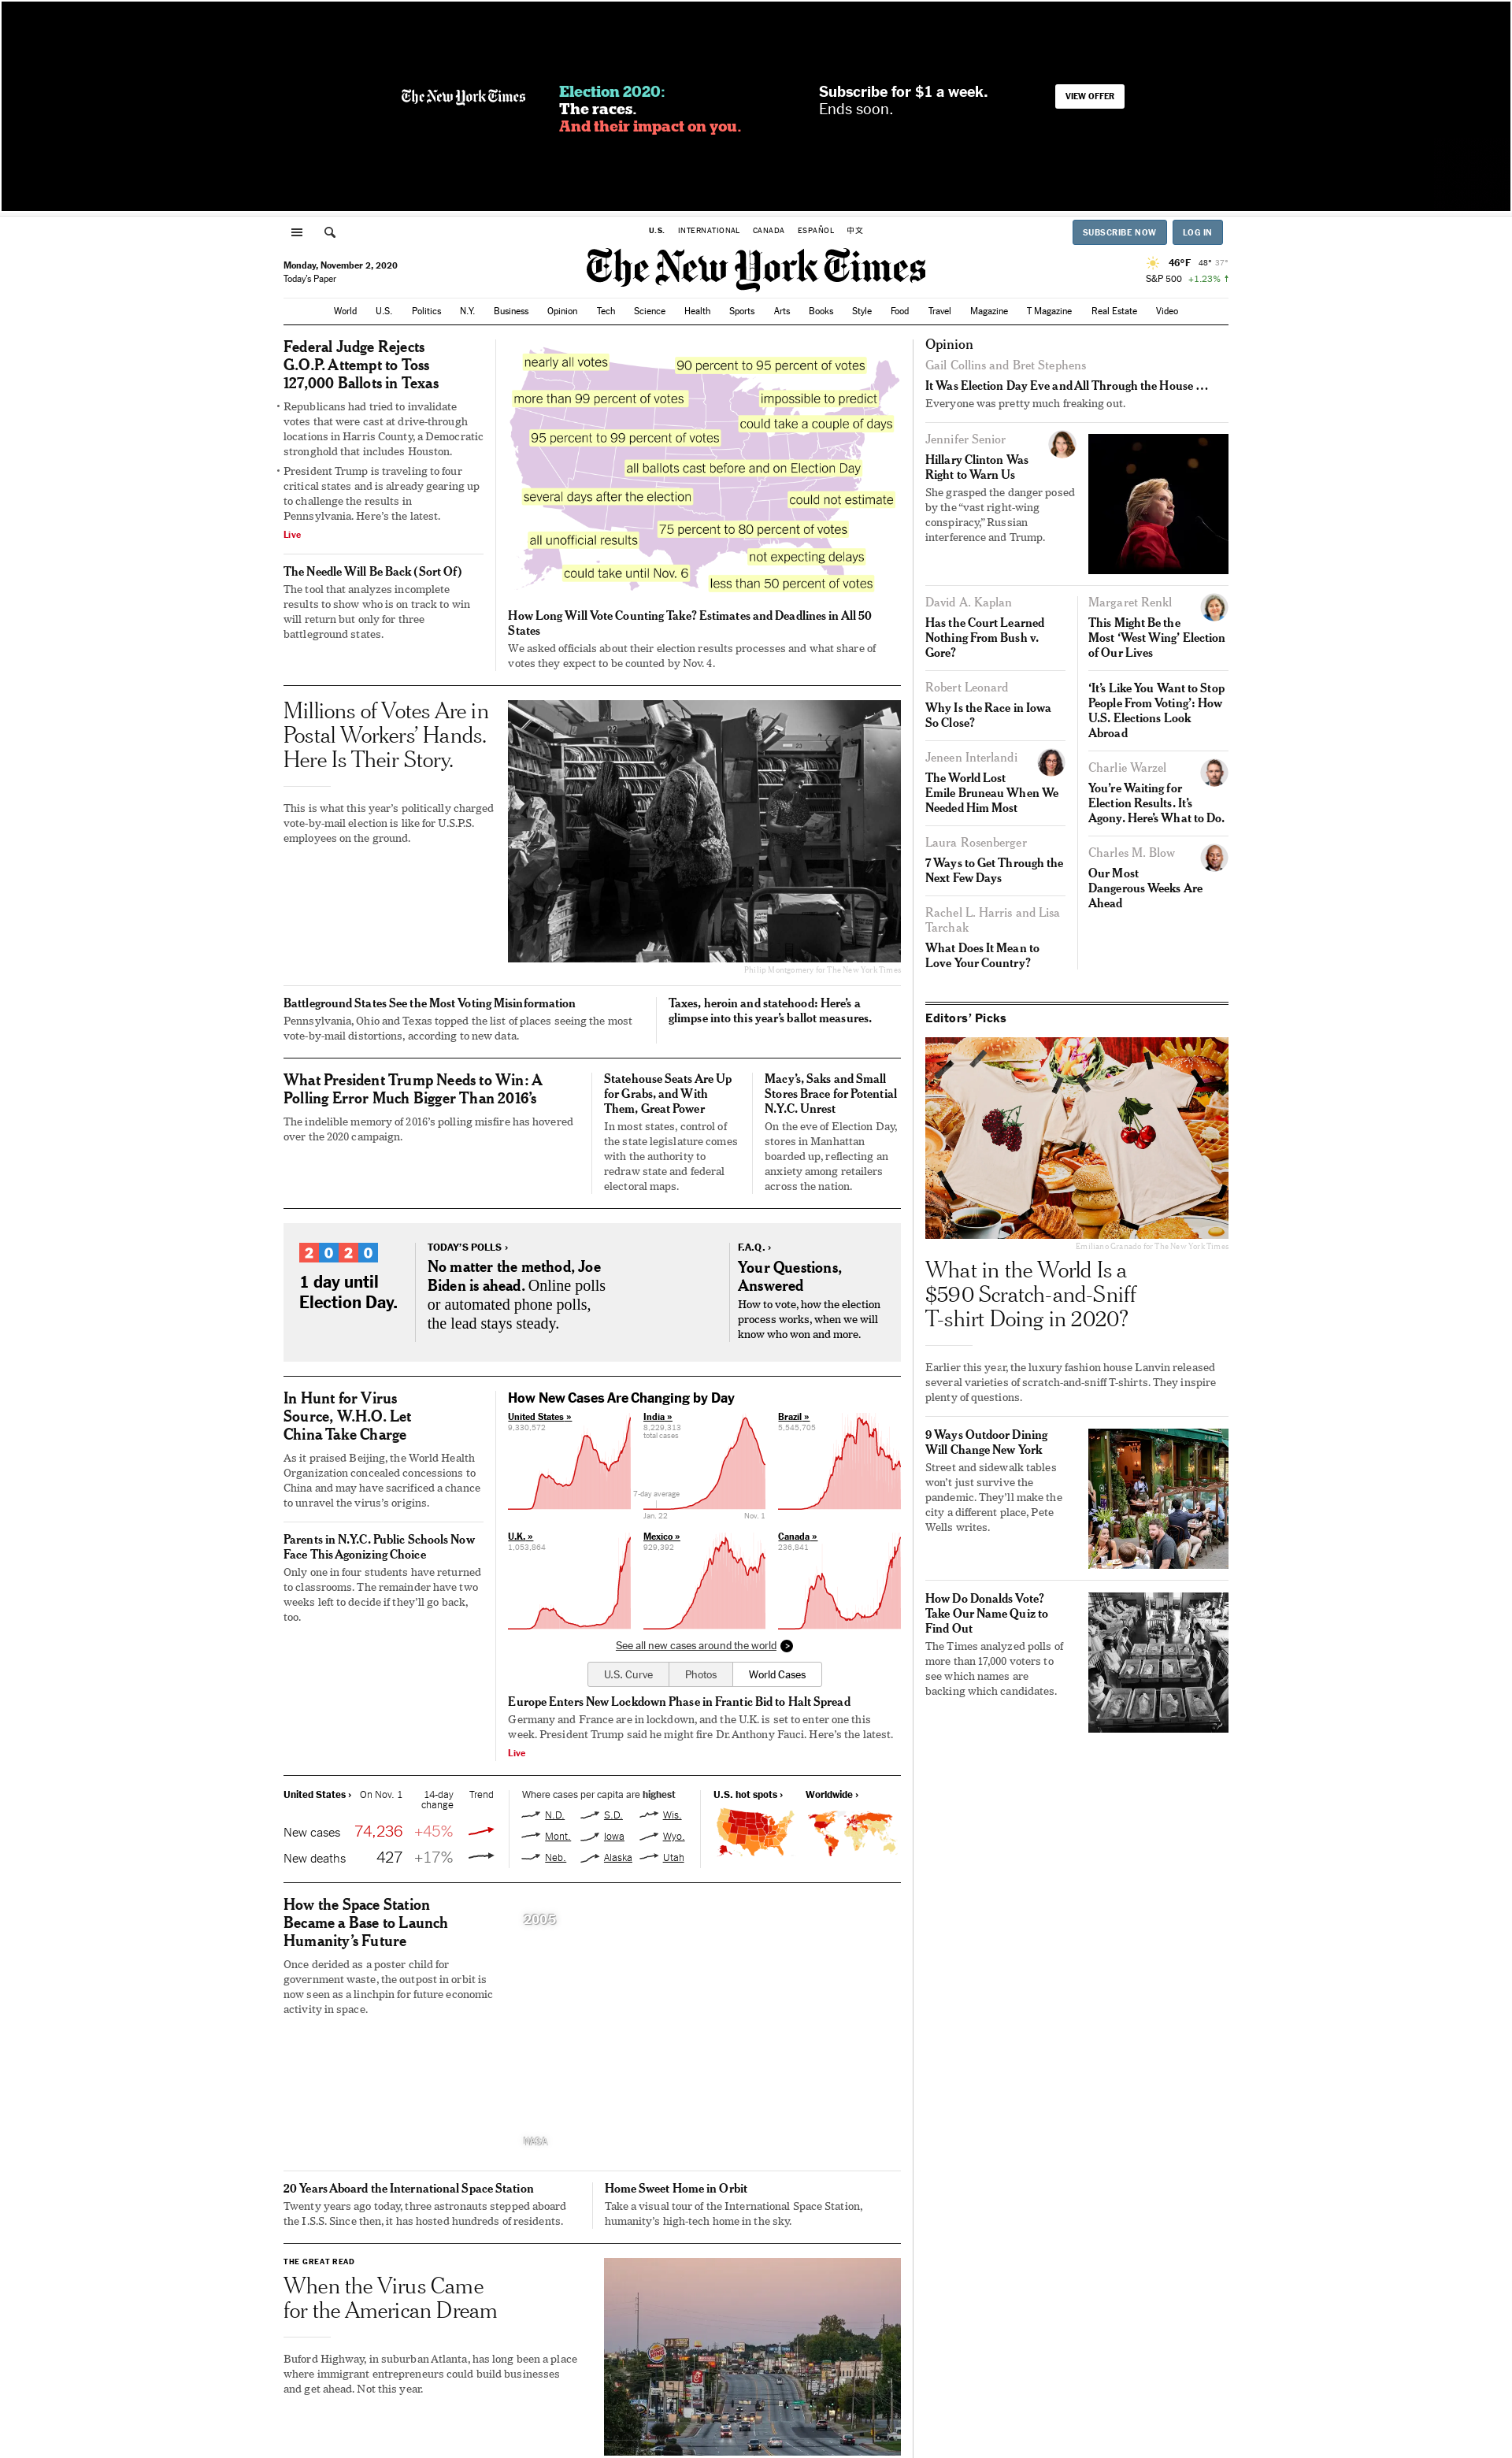 The New York Times
Election 2020:
The races.
And their impact on you.
Subscribe for $1 a week.
Ends soon.
VIEW OFFER
U.S. INTERNATIONAL CANADA ESPAÑOL 中文
SUBSCRIBE NOW LOG IN
Monday, November 2, 2020
Today's Paper
The New York Times
46°F 48° 37°
S&P 500 +1.23% ↑
World U.S. Politics N.Y. Business Opinion Tech Science Health Sports Arts Books Style Food Travel Magazine T Magazine Real Estate Video
Federal Judge Rejects
G.O.P. Attempt to Toss
127,000 Ballots in Texas
• Republicans had tried to invalidate
votes that were cast at drive-through
locations in Harris County, a Democratic
stronghold that includes Houston.
• President Trump is traveling to four
critical states and is already gearing up
to challenge the results in
Pennsylvania. Here's the latest.
Live
The Needle Will Be Back (Sort Of)
The tool that analyzes incomplete
results to show who is on track to win
will return but only for three
battleground states.
nearly all votes
90 percent to 95 percent of votes
more than 99 percent of votes
impossible to predict
could take a couple of days
95 percent to 99 percent of votes
all ballots cast before and on Election Day
several days after the election
could not estimate
75 percent to 80 percent of votes
all unofficial results
not expecting delays
could take until Nov. 6
less than 50 percent of votes
How Long Will Vote Counting Take? Estimates and Deadlines in All 50
States
We asked officials about their election results processes and what share of
votes they expect to be counted by Nov. 4.
Millions of Votes Are in
Postal Workers' Hands.
Here Is Their Story.
This is what this year's politically charged
vote-by-mail election is like for U.S.P.S.
employees on the ground.
Philip Montgomery for The New York Times
Battleground States See the Most Voting Misinformation
Pennsylvania, Ohio and Texas topped the list of places seeing the most
vote-by-mail distortions, according to new data.
Taxes, heroin and statehood: Here's a
glimpse into this year's ballot measures.
What President Trump Needs to Win: A
Polling Error Much Bigger Than 2016's
The indelible memory of 2016's polling misfire has hovered
over the 2020 campaign.
Statehouse Seats Are Up
for Grabs, and With
Them, Great Power
In most states, control of
the state legislature comes
with the authority to
redraw state and federal
electoral maps.
Macy's, Saks and Small
Stores Brace for Potential
N.Y.C. Unrest
On the eve of Election Day,
stores in Manhattan
boarded up, reflecting an
anxiety among retailers
across the nation.
2020
1 day until
Election Day.
TODAY'S POLLS ›
No matter the method, Joe
Biden is ahead. Online polls
or automated phone polls,
the lead stays steady.
F.A.Q. ›
Your Questions,
Answered
How to vote, how the election
process works, when we will
know who won and more.
In Hunt for Virus
Source, W.H.O. Let
China Take Charge
As it praised Beijing, the World Health
Organization concealed concessions to
China and may have sacrificed a chance
to unravel the virus's origins.
Parents in N.Y.C. Public Schools Now
Face This Agonizing Choice
Only one in four students have returned
to classrooms. The remainder have two
weeks left to decide if they'll go back,
too.
How New Cases Are Changing by Day
United States »
9,330,572
India »
8,229,313
total cases
Brazil »
5,545,705
7-day average
Jan. 22 Nov. 1
U.K. »
1,053,864
Mexico »
929,392
Canada »
236,841
See all new cases around the world >
U.S. Curve Photos World Cases
Europe Enters New Lockdown Phase in Frantic Bid to Halt Spread
Germany and France are in lockdown, and the U.K. is set to enter one this
week. President Trump said he might fire Dr. Anthony Fauci. Here's the latest.
Live
United States › On Nov. 1 14-day
change Trend
New cases 74,236 +45%
New deaths 427 +17%
Where cases per capita are highest
N.D. S.D. Wis.
Mont. Iowa Wyo.
Neb. Alaska Utah
U.S. hot spots › Worldwide ›
How the Space Station
Became a Base to Launch
Humanity's Future
Once derided as a poster child for
government waste, the outpost in orbit is
now seen as a linchpin for future economic
activity in space.
2005
NASA
20 Years Aboard the International Space Station
Twenty years ago today, three astronauts stepped aboard
the I.S.S. Since then, it has hosted hundreds of residents.
Home Sweet Home in Orbit
Take a visual tour of the International Space Station,
humanity's high-tech home in the sky.
THE GREAT READ
When the Virus Came
for the American Dream
Buford Highway, in suburban Atlanta, has long been a place
where immigrant entrepreneurs could build businesses
and get ahead. Not this year.
Opinion
Gail Collins and Bret Stephens
It Was Election Day Eve and All Through the House …
Everyone was pretty much freaking out.
Jennifer Senior
Hillary Clinton Was
Right to Warn Us
She grasped the danger posed
by the “vast right-wing
conspiracy,” Russian
interference and Trump.
David A. Kaplan
Has the Court Learned
Nothing From Bush v.
Gore?
Robert Leonard
Why Is the Race in Iowa
So Close?
Jeneen Interlandi
The World Lost
Emile Bruneau When We
Needed Him Most
Laura Rosenberger
7 Ways to Get Through the
Next Few Days
Rachel L. Harris and Lisa
Tarchak
What Does It Mean to
Love Your Country?
Margaret Renkl
This Might Be the
Most ‘West Wing’ Election
of Our Lives
‘It's Like You Want to Stop
People From Voting’: How
U.S. Elections Look
Abroad
Charlie Warzel
You're Waiting for
Election Results. It's
Agony. Here's What to Do.
Charles M. Blow
Our Most
Dangerous Weeks Are
Ahead
Editors' Picks
Emiliano Granado for The New York Times
What in the World Is a
$590 Scratch-and-Sniff
T-shirt Doing in 2020?
Earlier this year, the luxury fashion house Lanvin released
several varieties of scratch-and-sniff T-shirts. They inspire
plenty of questions.
9 Ways Outdoor Dining
Will Change New York
Street and sidewalk tables
won't just survive the
pandemic. They'll make the
city a different place, Pete
Wells writes.
How Do Donalds Vote?
Take Our Name Quiz to
Find Out
The Times analyzed polls of
more than 17,000 voters to
see which names are
backing which candidates.